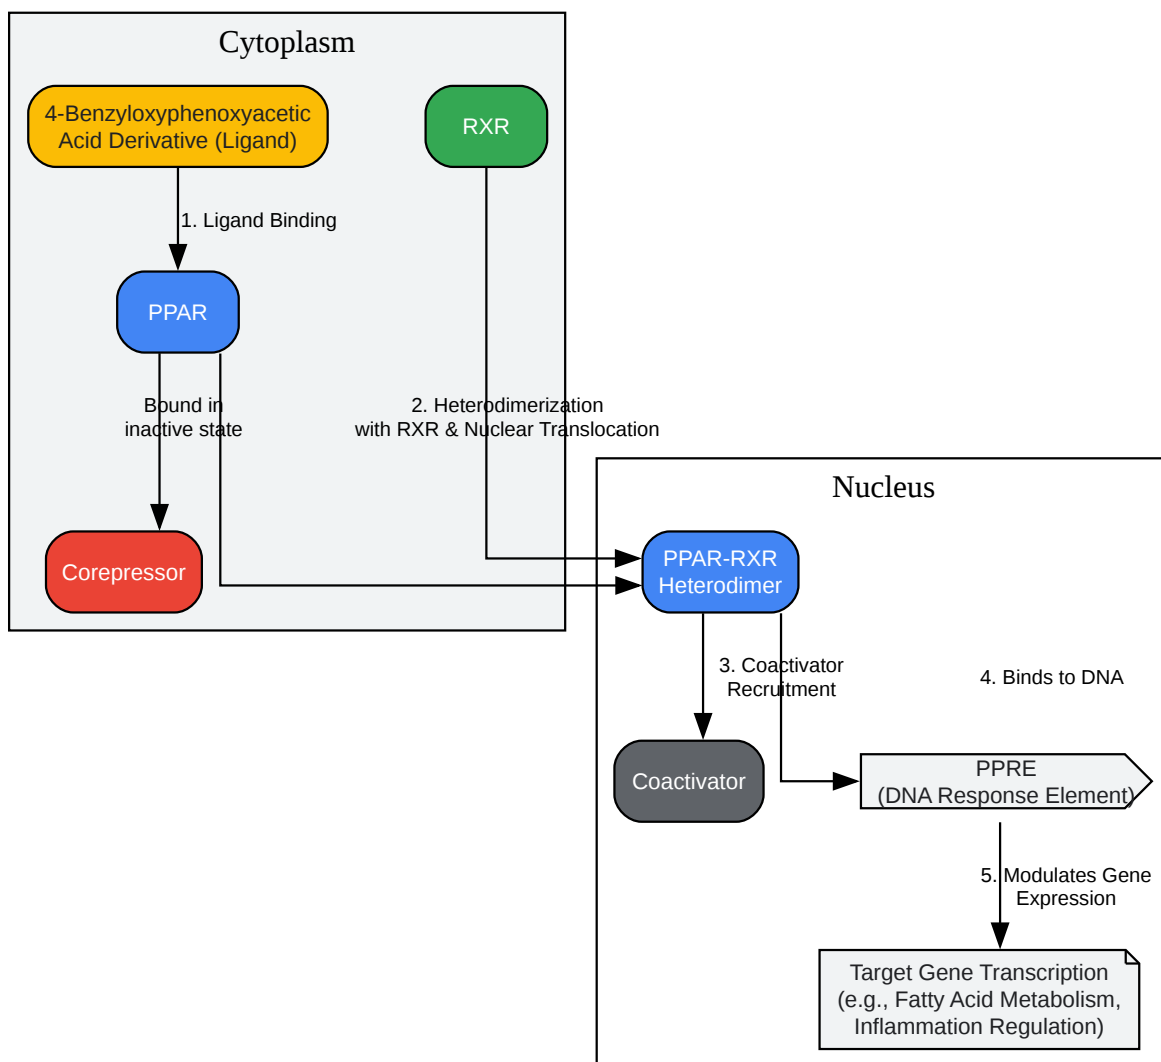 Cytoplasm
4-Benzyloxyphenoxyacetic
Acid Derivative (Ligand)
RXR
1. Ligand Binding
PPAR
Bound in
inactive state
2. Heterodimerization
with RXR & Nuclear Translocation
Corepressor
Nucleus
PPAR-RXR
Heterodimer
3. Coactivator
Recruitment
4. Binds to DNA
Coactivator
PPRE
(DNA Response Element)
5. Modulates Gene
Expression
Target Gene Transcription
(e.g., Fatty Acid Metabolism,
Inflammation Regulation)